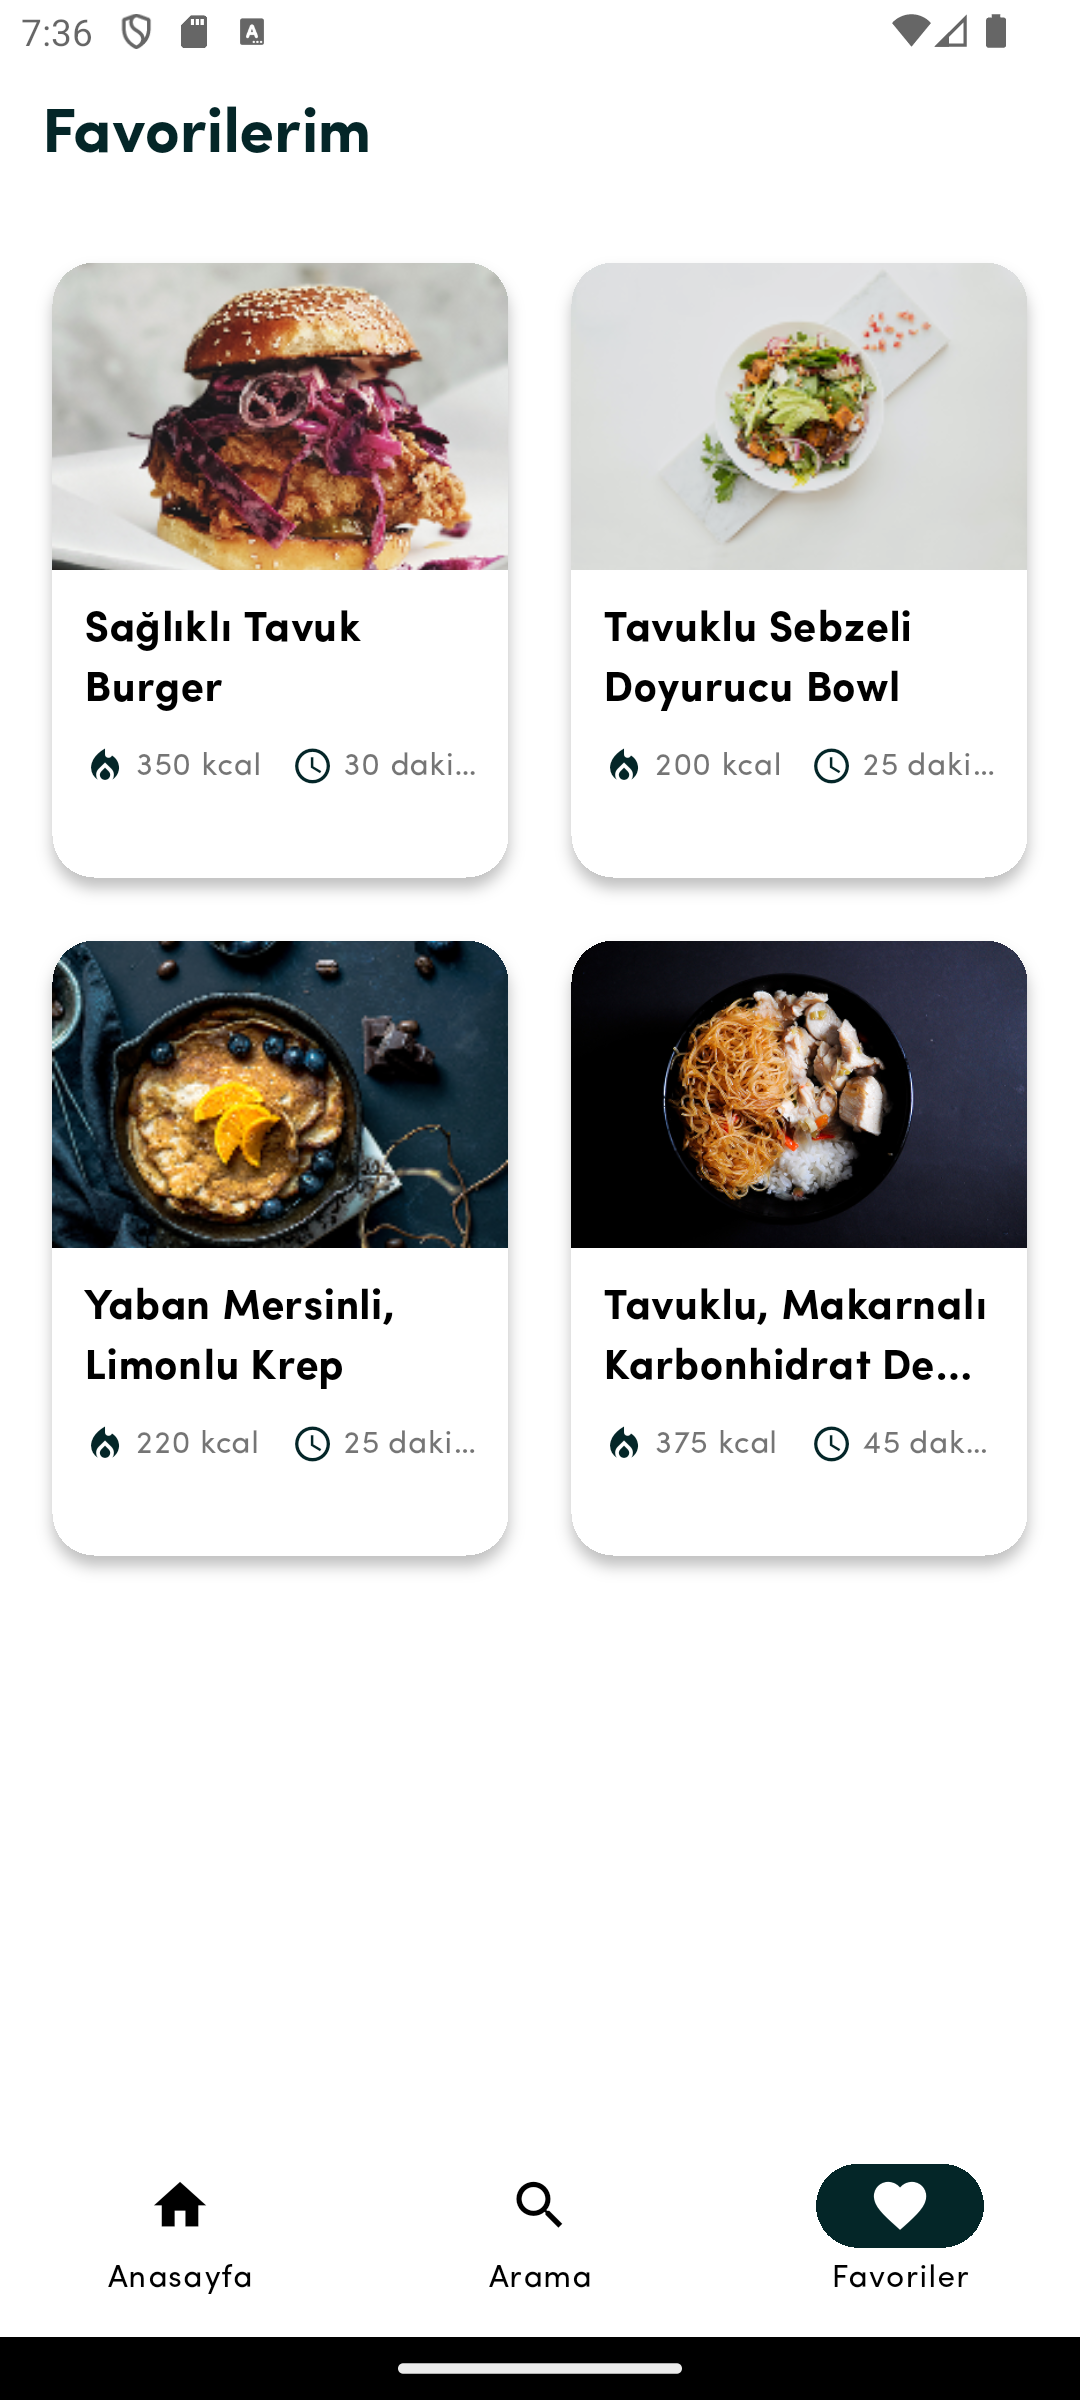 7:36
Favorilerim
Sağlıklı Tavuk
Burger
350 kcal
30 daki...
Tavuklu Sebzeli
Doyurucu Bowl
200 kcal
25 daki...
Yaban Mersinli,
Limonlu Krep
220 kcal
25 daki...
Tavuklu, Makarnalı
Karbonhidrat De...
375 kcal
45 dak...
Anasayfa
Arama
Favoriler